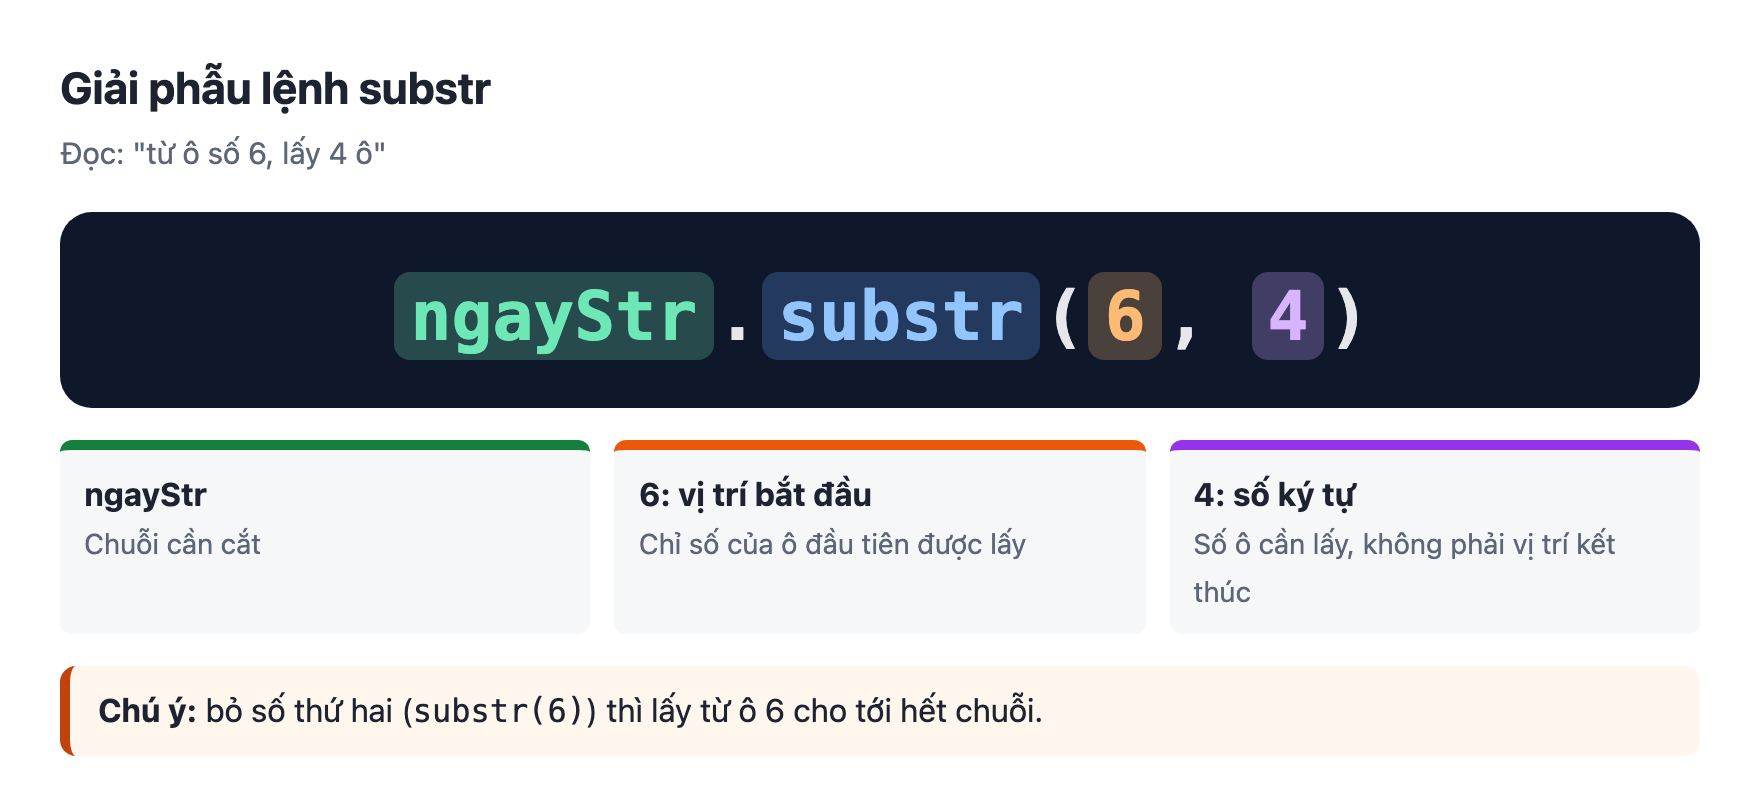 Giải phẫu lệnh substr
Đọc: "từ ô số 6, lấy 4 ô"
ngayStr.substr(6, 4)
ngayStr
Chuỗi cần cắt
6: vị trí bắt đầu
Chỉ số của ô đầu tiên được lấy
4: số ký tự
Số ô cần lấy, không phải vị trí kết
thúc
Chú ý: bỏ số thứ hai (substr(6)) thì lấy từ ô 6 cho tới hết chuỗi.